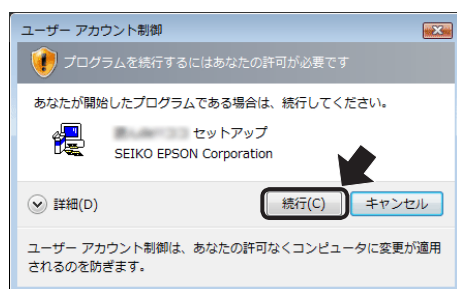 ユーザー アカウント制御
プログラムを続行するにはあなたの許可が必要です
あなたが開始したプログラムである場合は、続行してください。
セットアップ
SEIKO EPSON Corporation
詳細(D)
続行(C)
キャンセル
ユーザー アカウント制御は、あなたの許可なくコンピュータに変更が適用
されるのを防ぎます。